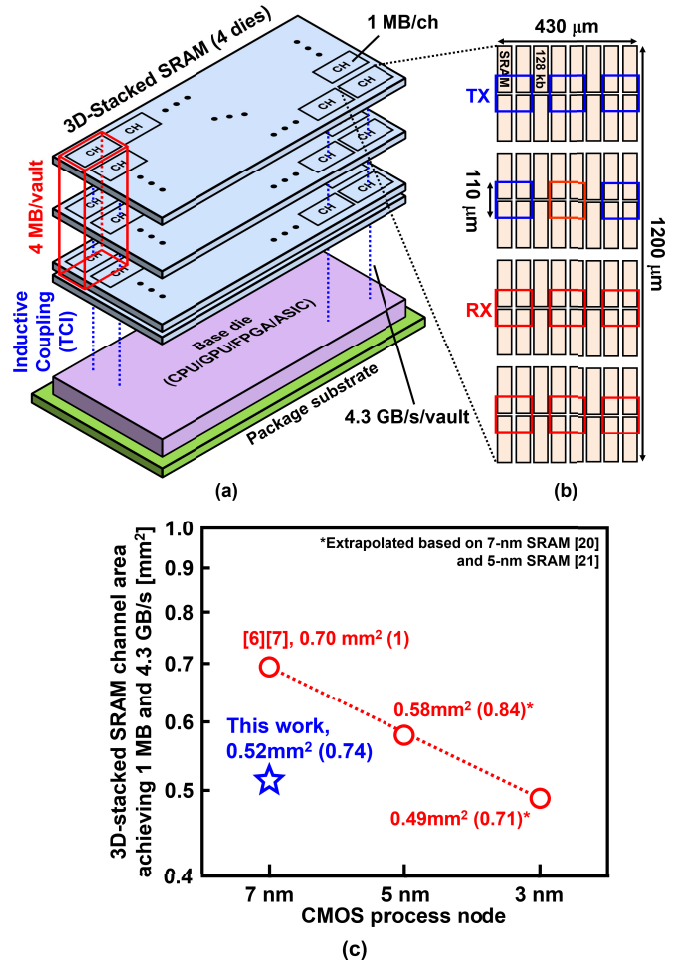 3D-Stacked SRAM (4 dies)
1 MB/ch
CH
CH
CH
CH
CH
CH
CH
CH
CH
CH
CH
CH
4 MB/vault
Inductive
Coupling
(TCI)
Base die
(CPU/GPU/FPGA/ASIC)
Package substrate
4.3 GB/s/vault
(a)
430 μm
SRAM
128 kb
TX
110 μm
RX
1200 μm
(b)
3D-stacked SRAM channel area
achieving 1 MB and 4.3 GB/s [mm²]
1.0
0.9
0.8
0.7
0.6
0.5
0.4
*Extrapolated based on 7-nm SRAM [20]
and 5-nm SRAM [21]
[6][7], 0.70 mm² (1)
0.58mm² (0.84)*
This work,
0.52mm² (0.74)
0.49mm² (0.71)*
7 nm
5 nm
3 nm
CMOS process node
(c)